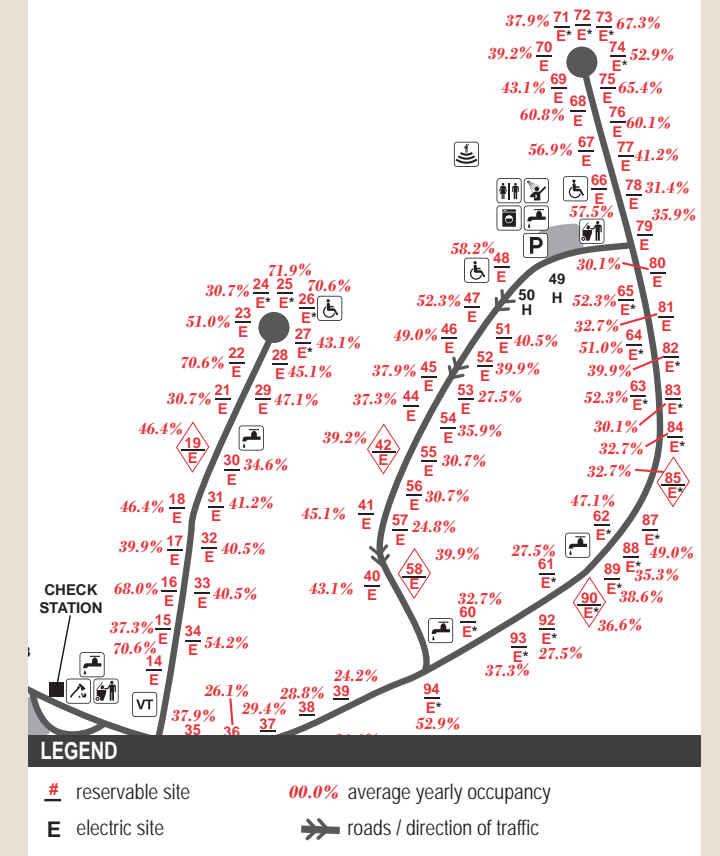 37.9% 71 72 73 67.3%
E* E* E*
39.2% 70 74 52.9%
E E*
43.1% 69 75 65.4%
E E
60.8% 68 76 60.1%
E E
56.9% 67 77 41.2%
E E
66 78 31.4%
E E
57.5% 35.9%
79
E
P
58.2% 48
E
30.1% 80
E
49
H
50
H
52.3% 47
E
52.3% 65
E*
32.7% 81
E
49.0% 46
E
51 40.5%
E
51.0% 64
E*
39.9% 82
E*
37.9% 45
E
52 39.9%
E
52.3% 63
E*
30.1% 83
E*
37.3% 44
E
53 27.5%
E
32.7% 84
E*
39.2% 42
E
54 35.9%
E
32.7% 85
E*
55 30.7%
E
56 30.7%
E
47.1% 62
E*
45.1% 41
E
57 24.8%
E
87 49.0%
E
27.5% 61
E*
88 35.3%
E*
39.9% 58
E
89 38.6%
E*
43.1% 40
E
90 36.6%
E*
32.7% 60
E*
92 27.5%
E*
93
E*
37.3%
94
E*
52.9%
71.9%
30.7% 24 25 26 70.6%
E* E* E*
51.0% 23
E
27 43.1%
E*
70.6% 22
E
28 45.1%
E
30.7% 21
E
29 47.1%
E
46.4% 19
E
30 34.6%
E
46.4% 18
E
31 41.2%
E
39.9% 17
E
32 40.5%
E
68.0% 16
E
33 40.5%
E
37.3% 15
E
34 54.2%
E
70.6% 14
E
CHECK
STATION
VT
24.2%
39
28.8%
38
29.4%
37
26.1%
36
37.9%
35
LEGEND
# reservable site
00.0% average yearly occupancy
E electric site
roads / direction of traffic